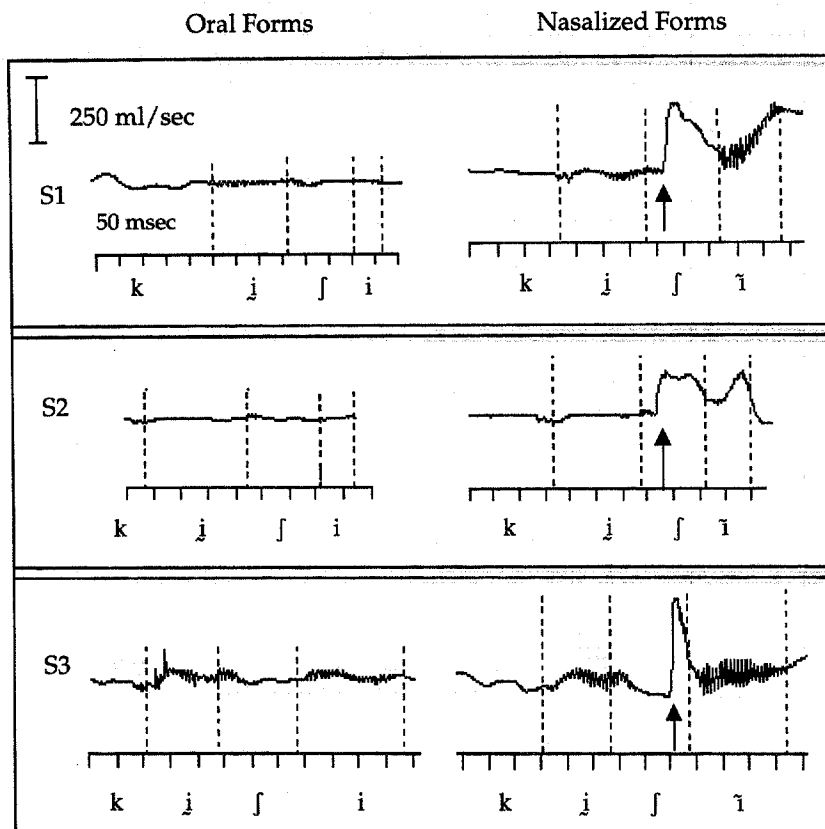 Oral Forms Nasalized Forms
250 ml/sec
S1
50 msec
k ḭ ʃ i k ḭ ʃ ĩ
S2
k ḭ ʃ i k ḭ ʃ ĩ
S3
k ḭ ʃ i k ḭ ʃ ĩ